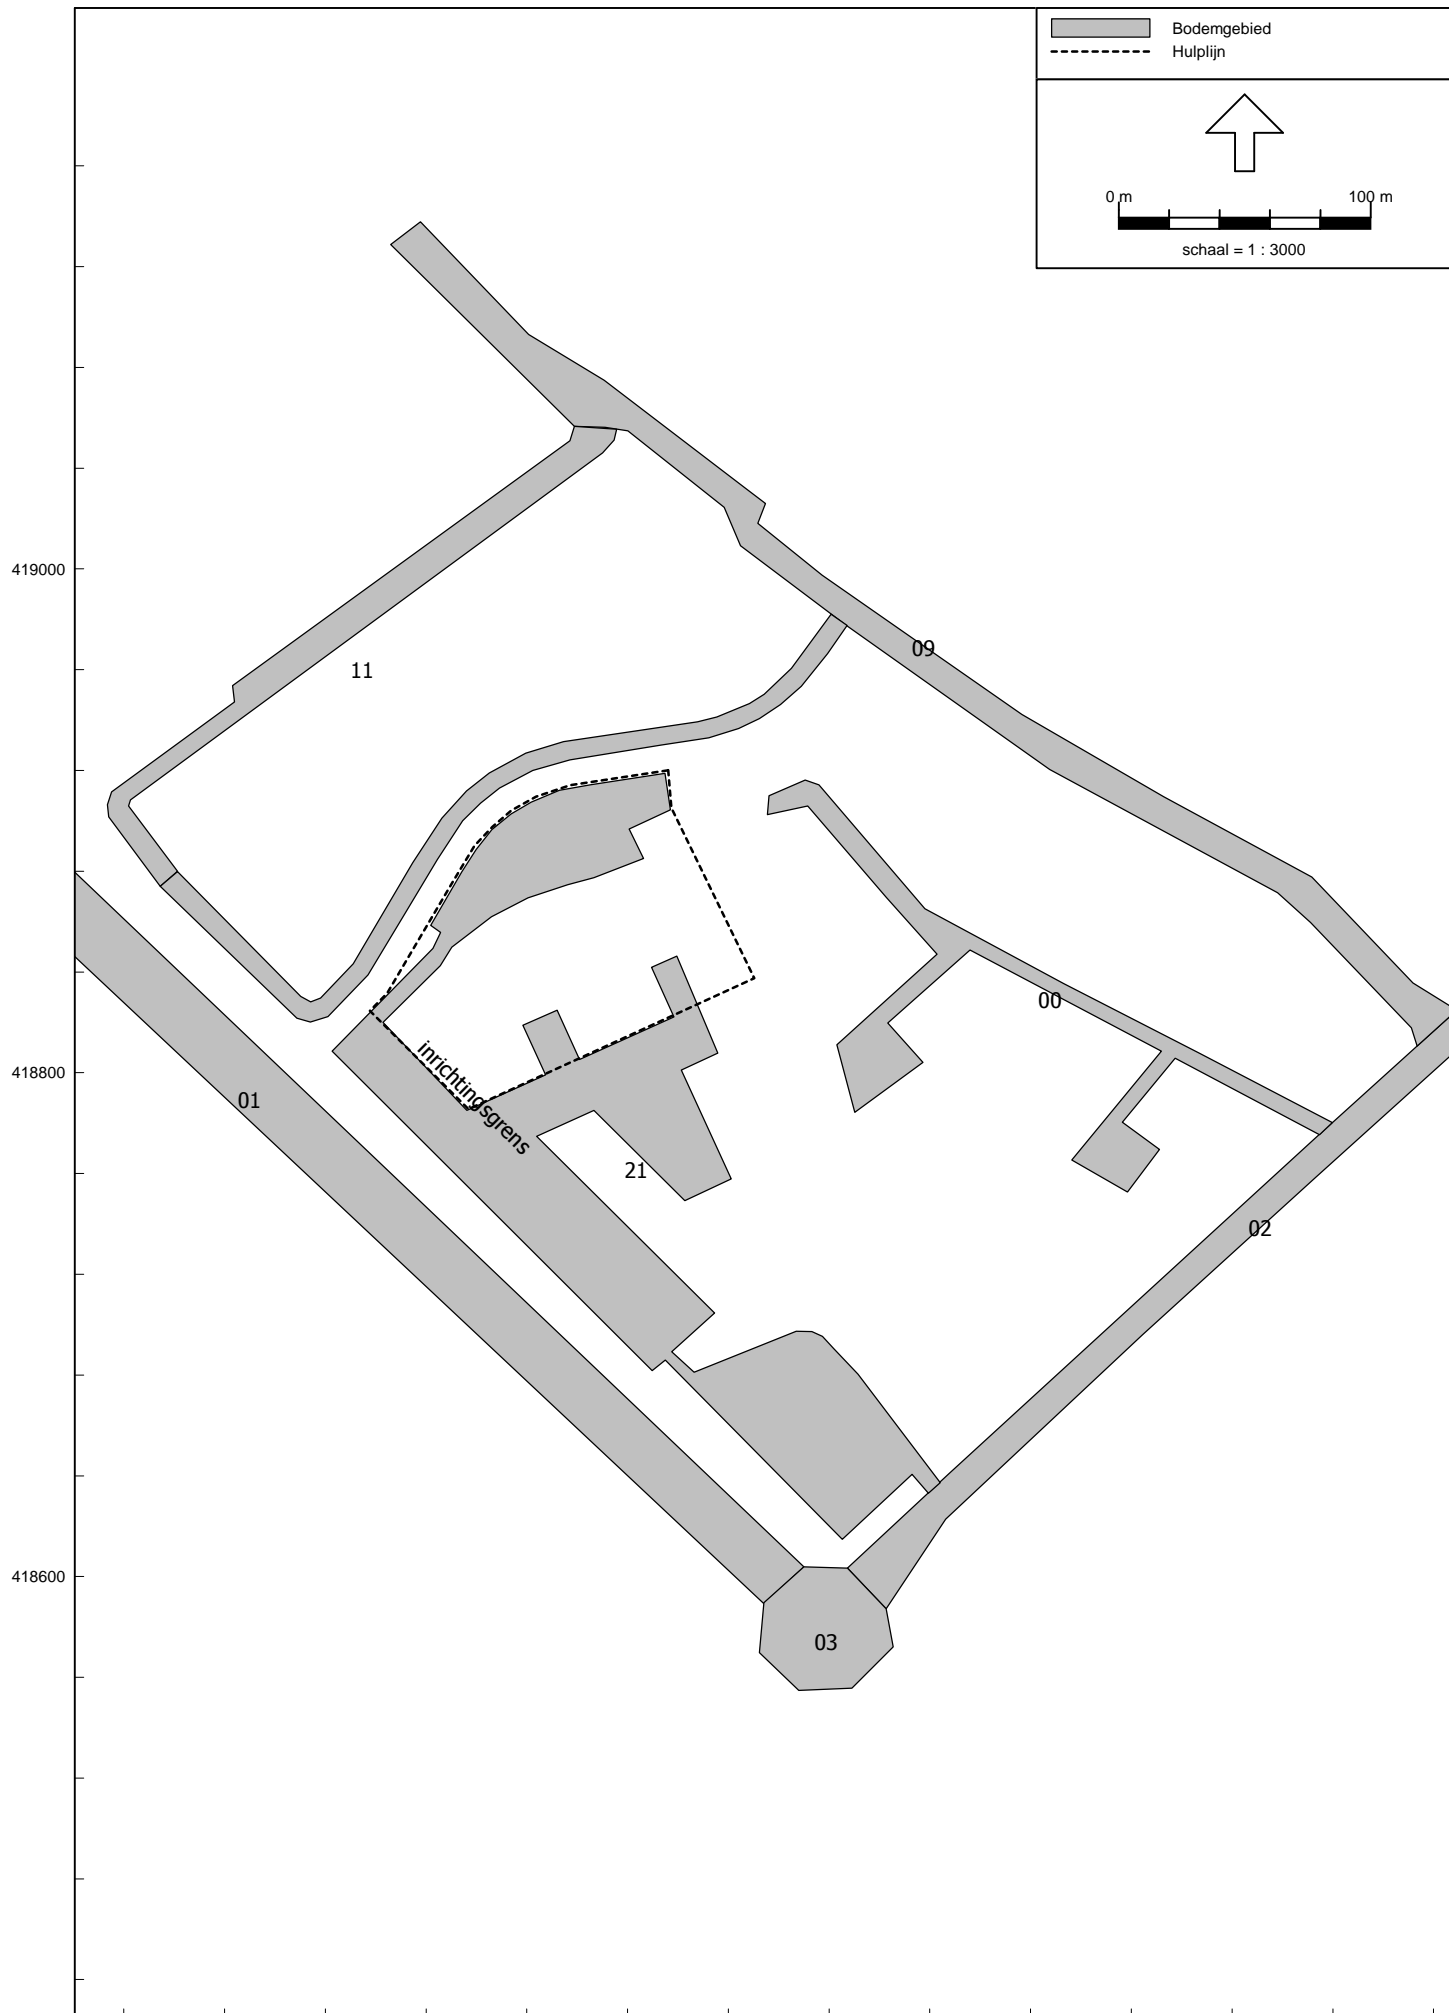 Bodemgebied
Hulplijn
0 m 100 m
schaal = 1 : 3000
419000
09
11
00
418800
inrichtingsgrens
01
21
02
418600
03